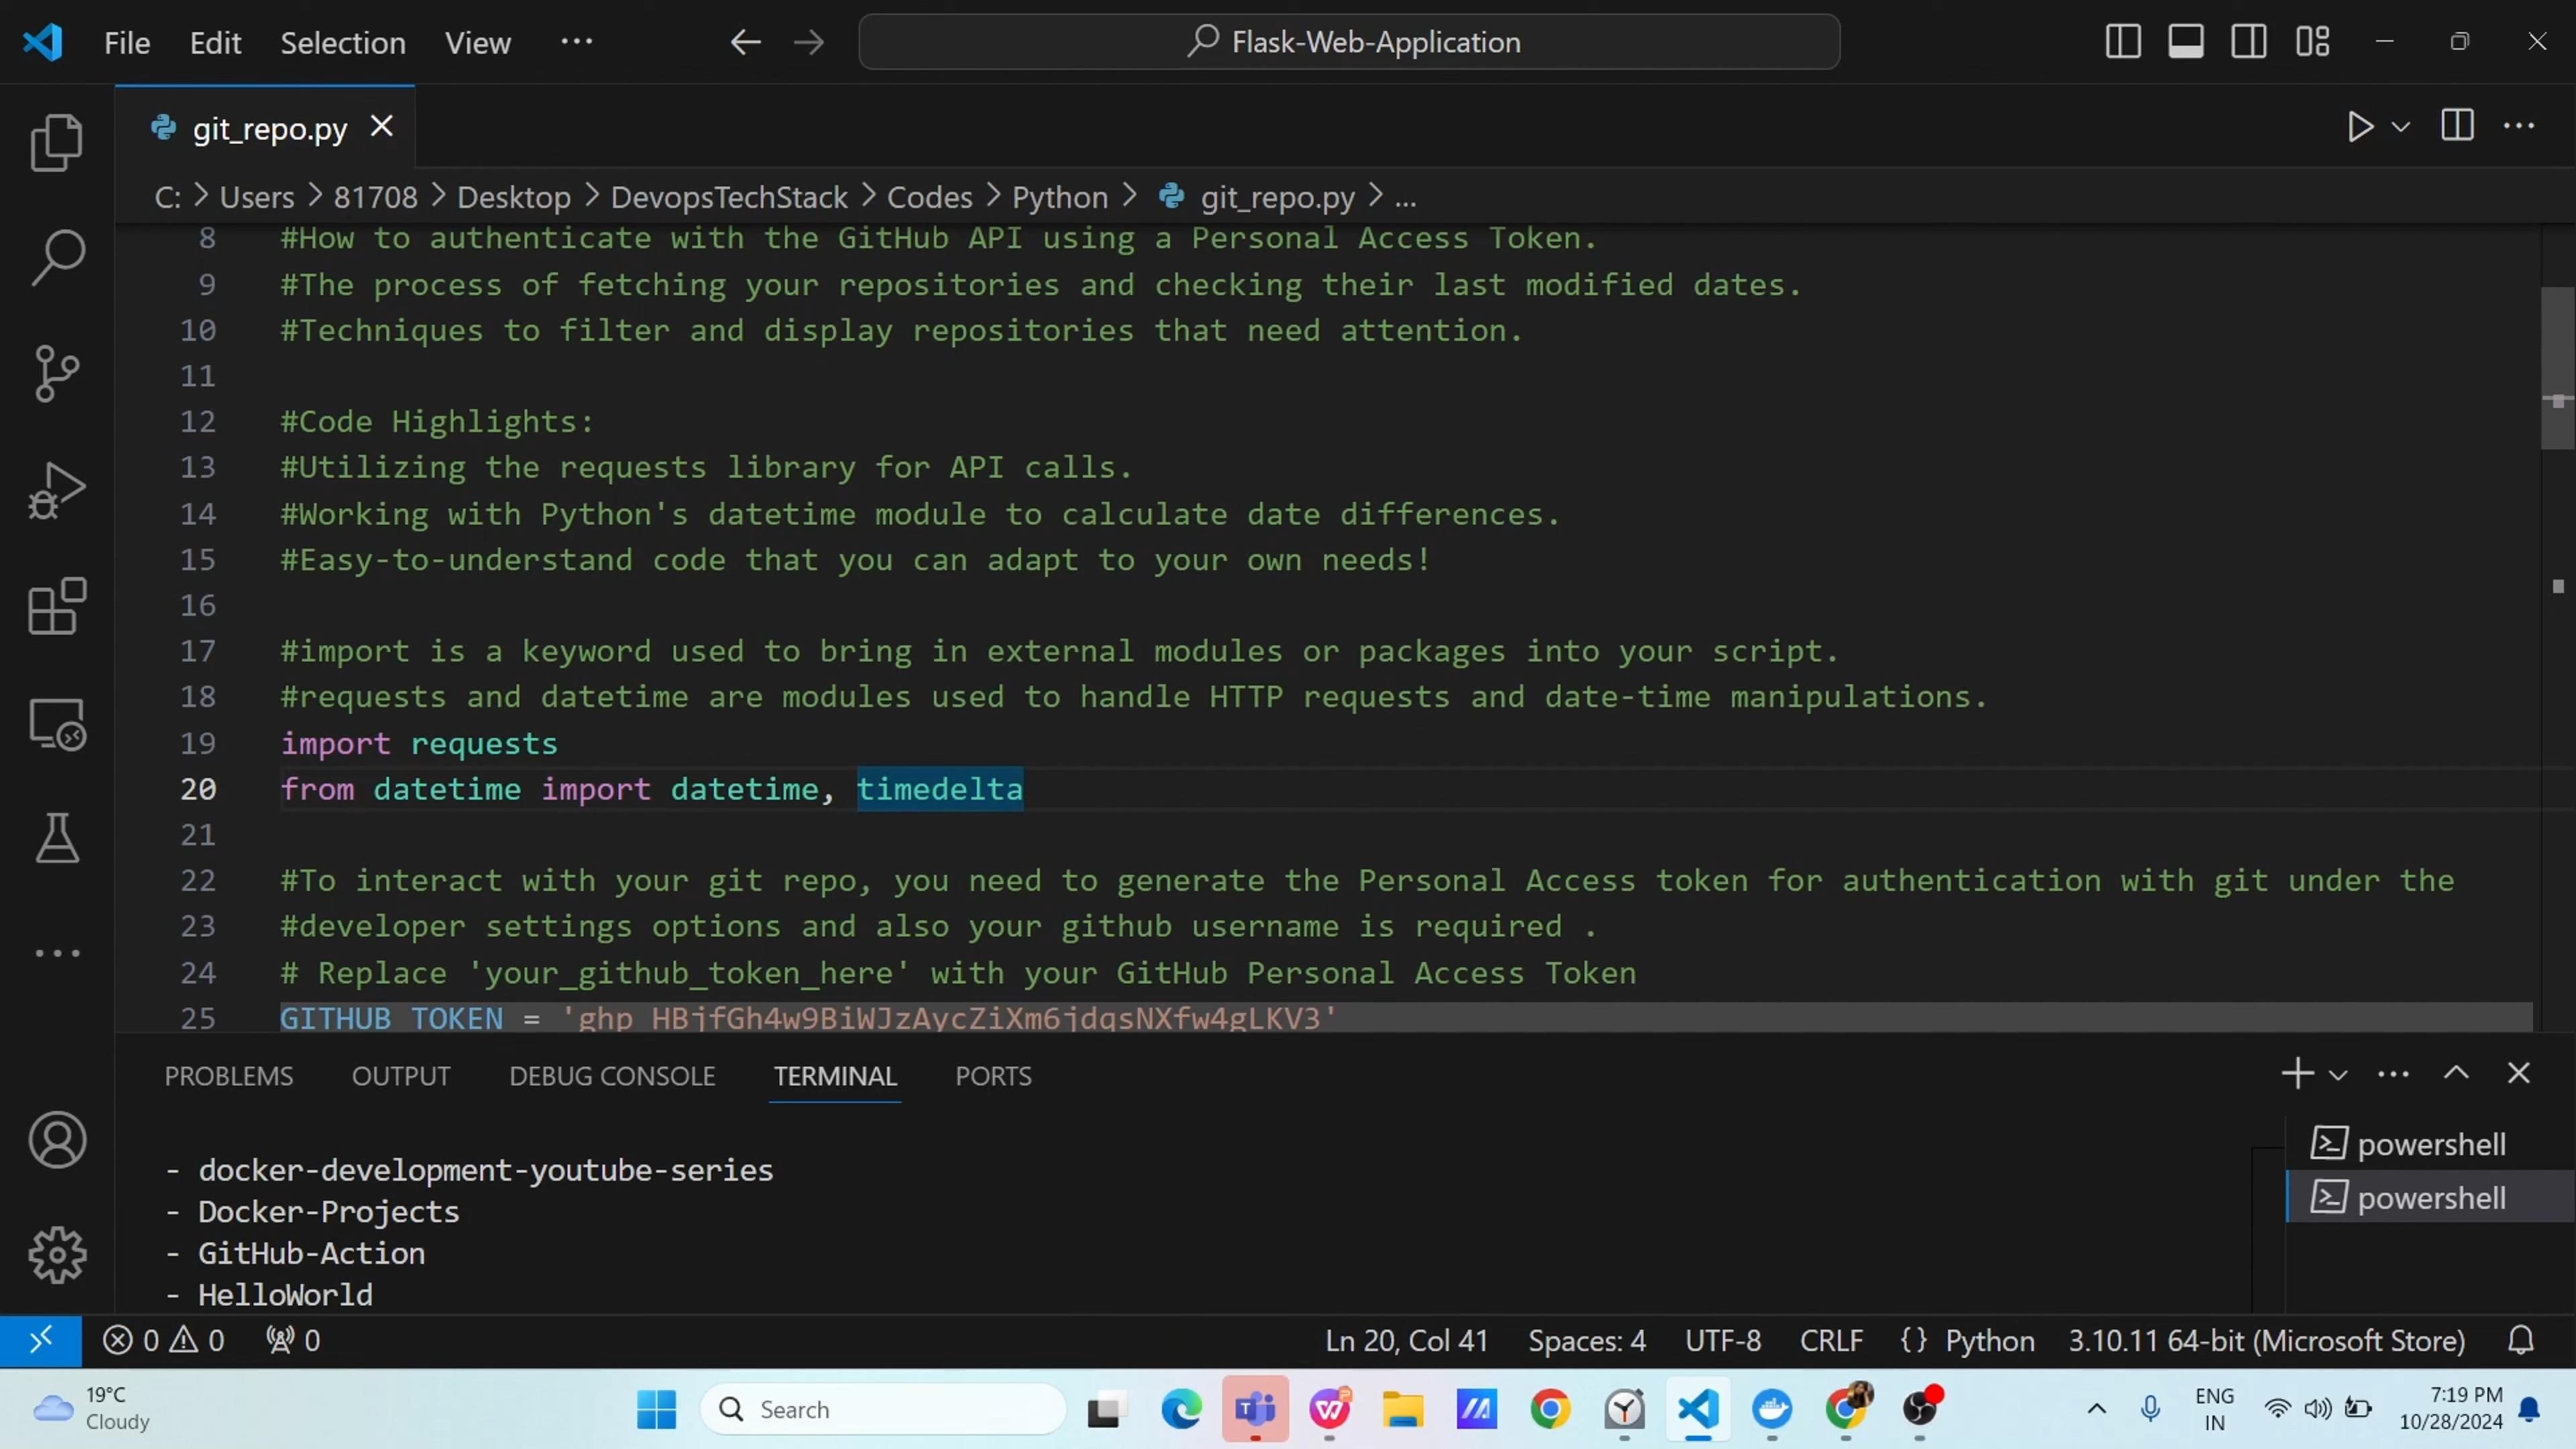 File Edit Selection View ... Flask-Web-Application
git_repo.py
C: > Users > 81708 > Desktop > DevopsTechStack > Codes > Python > git_repo.py > ...
8 #How to authenticate with the GitHub API using a Personal Access Token.
9 #The process of fetching your repositories and checking their last modified dates.
10 #Techniques to filter and display repositories that need attention.
11
12 #Code Highlights:
13 #Utilizing the requests library for API calls.
14 #Working with Python's datetime module to calculate date differences.
15 #Easy-to-understand code that you can adapt to your own needs!
16
17 #import is a keyword used to bring in external modules or packages into your script.
18 #requests and datetime are modules used to handle HTTP requests and date-time manipulations.
19 import requests
20 from datetime import datetime, timedelta
21
22 #To interact with your git repo, you need to generate the Personal Access token for authentication with git under the
23 #developer settings options and also your github username is required .
24 # Replace 'your_github_token_here' with your GitHub Personal Access Token
25 GITHUB_TOKEN =
PROBLEMS OUTPUT DEBUG CONSOLE TERMINAL PORTS
- docker-development-youtube-series
- Docker-Projects
- GitHub-Action
- HelloWorld
powershell
powershell
0 0 0 Ln 20, Col 41 Spaces: 4 UTF-8 CRLF {} Python 3.10.11 64-bit (Microsoft Store)
19°C
Cloudy
Search
ENG
IN
7:19 PM
10/28/2024